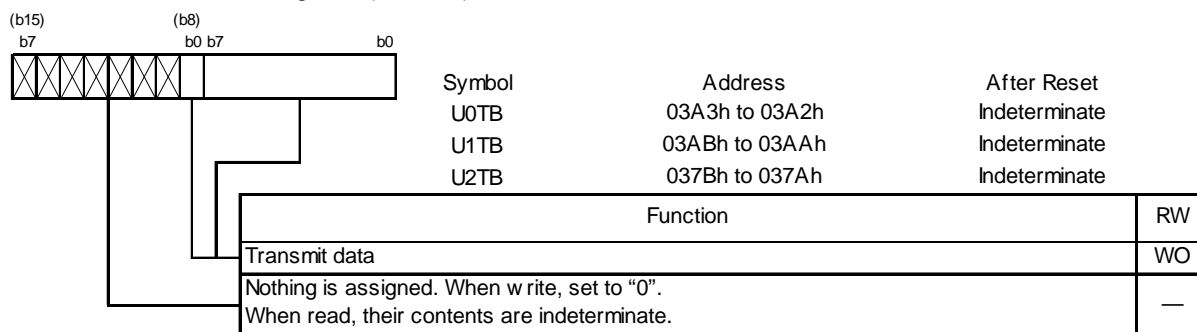 (b15) (b8)
b7 b0 b7 b0
Symbol Address After Reset
U0TB 03A3h to 03A2h Indeterminate
U1TB 03ABh to 03AAh Indeterminate
U2TB 037Bh to 037Ah Indeterminate
Function RW
Transmit data WO
Nothing is assigned. When write, set to “0”.
When read, their contents are indeterminate.
—